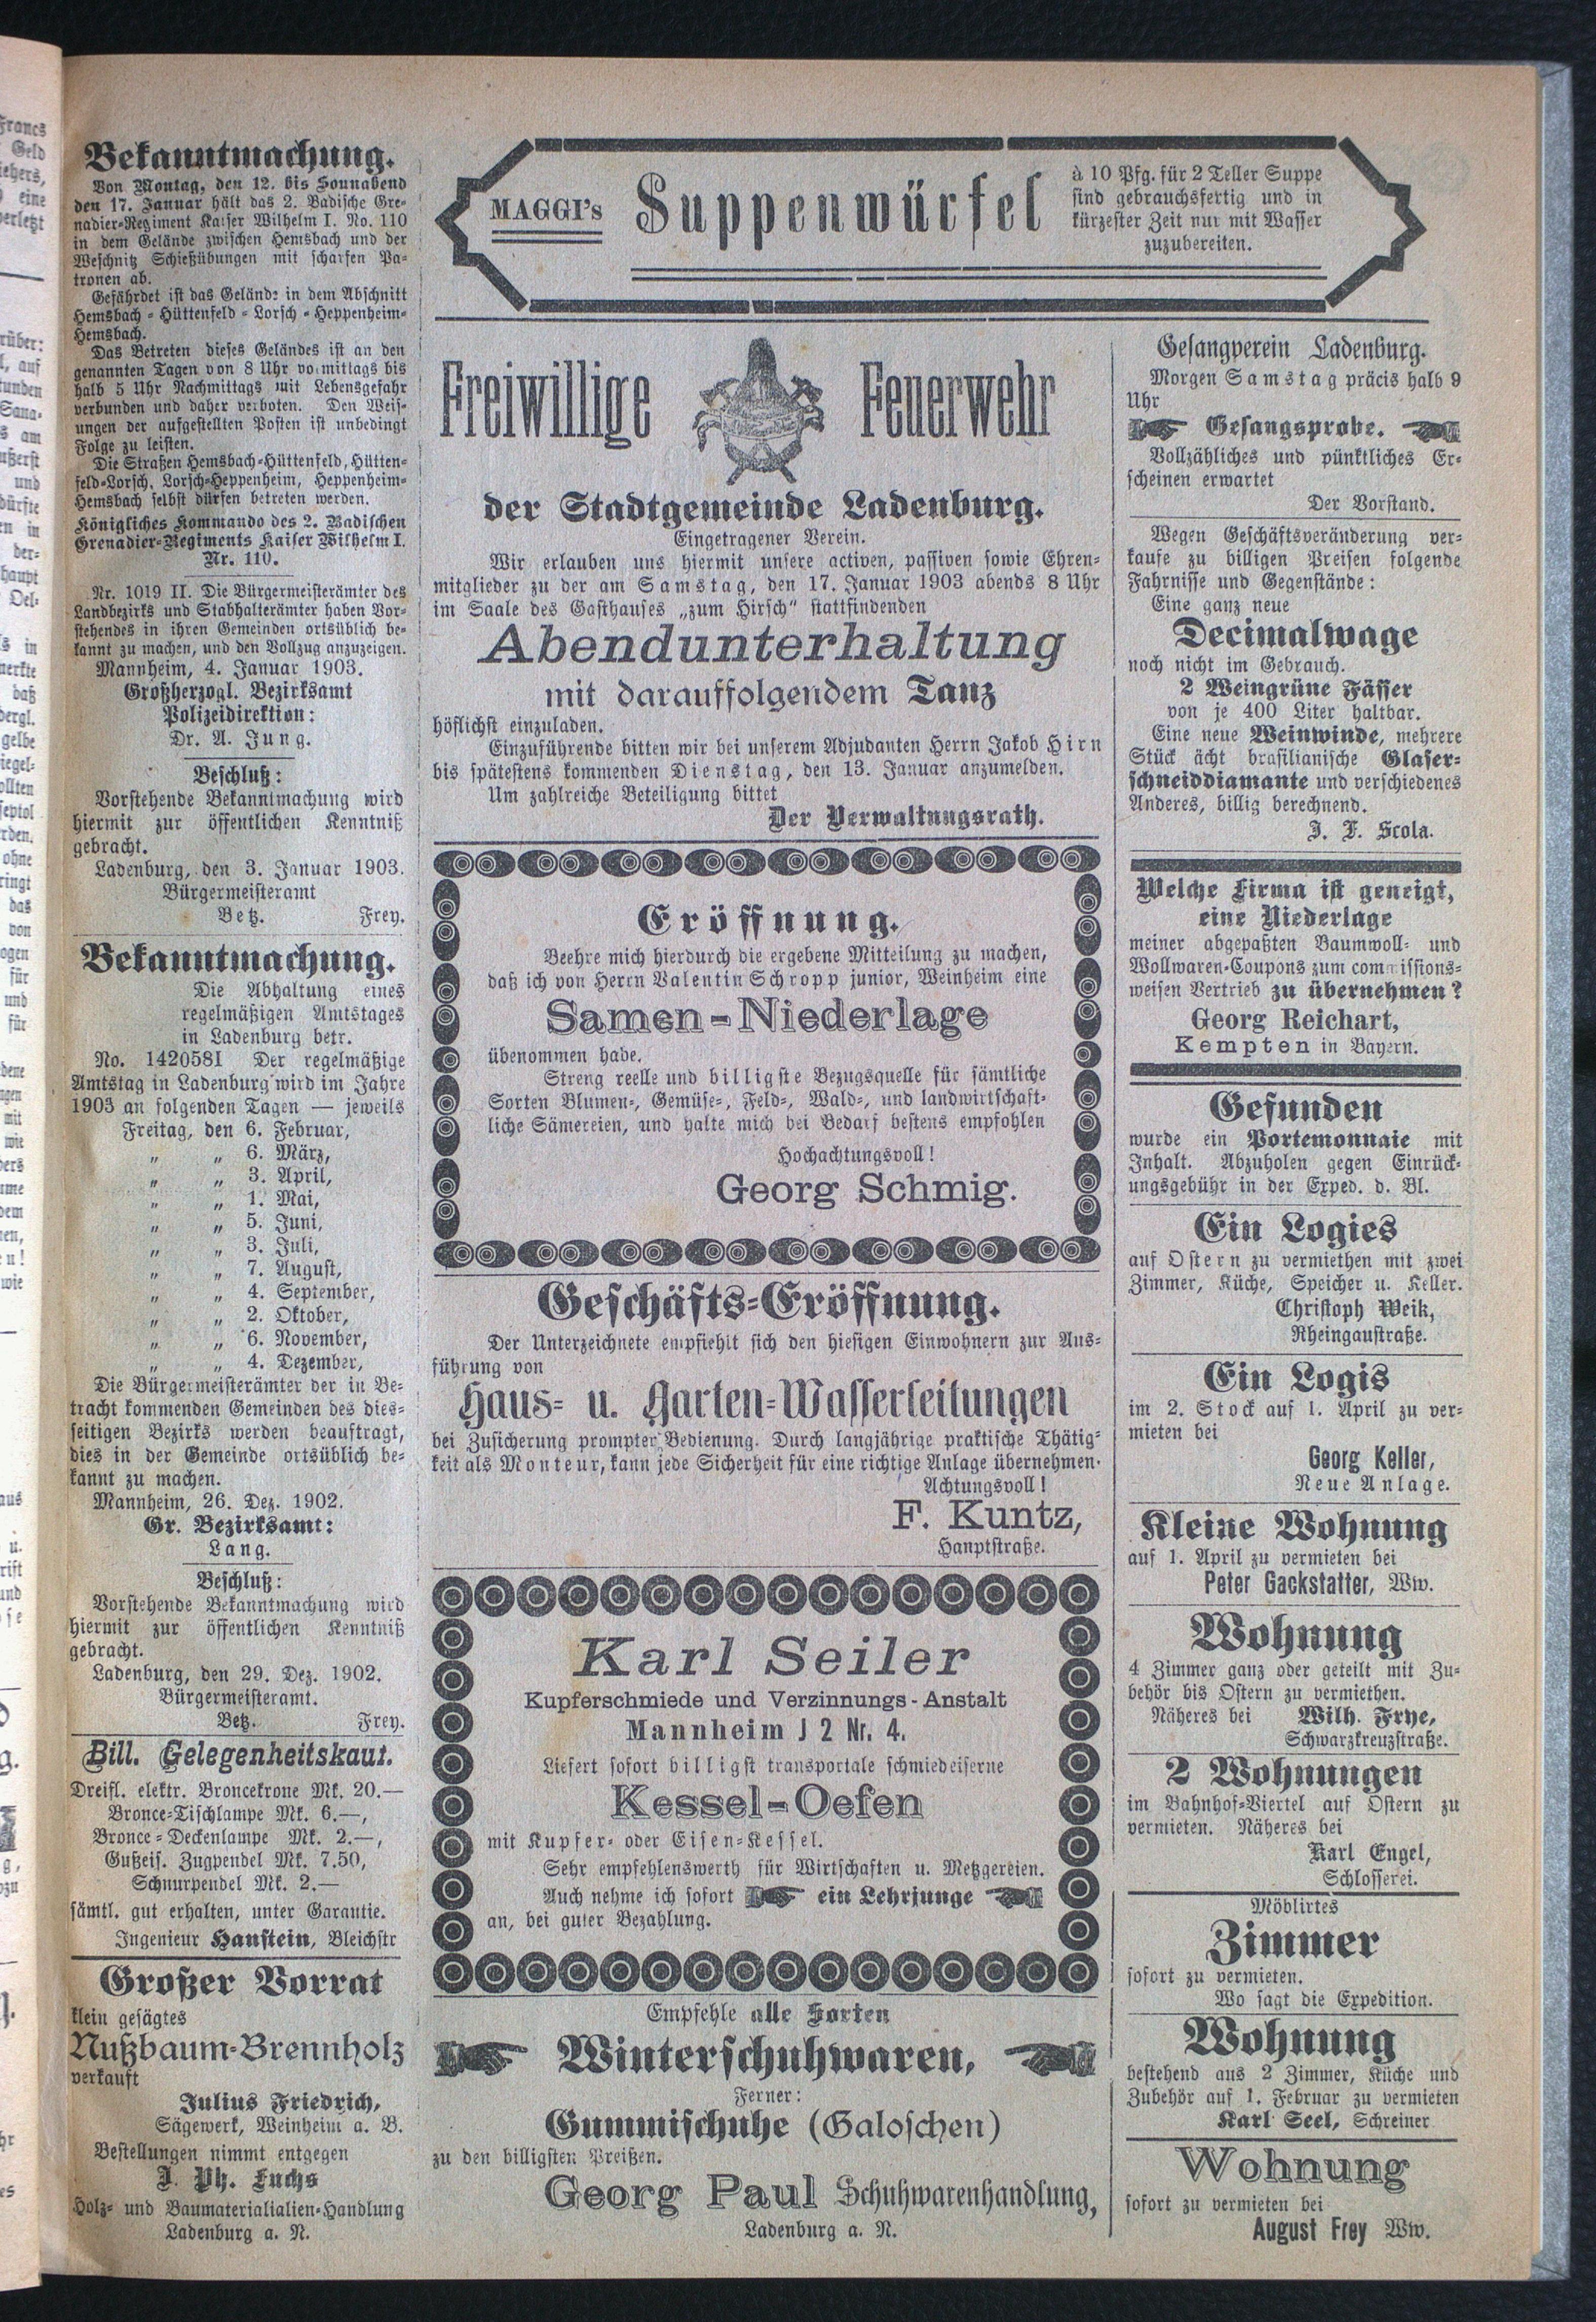 Bekanntmachung.
Von Montag, den 12. bis Sonnabend
den 17. Januar hält das 2. Badische Gre-
nadier-Regiment Kaiser Wilhelm I. No. 110
in dem Gelände zwischen Hemsbach und der
Weschnitz Schießübungen mit scharfen Pa-
tronen ab.
Gefährdet ist das Gelände in dem Abschnitt
Hemsbach - Hüttenfeld - Lorsch - Heppenheim-
Hemsbach.
Das Betreten dieses Geländes ist an den
genannten Tagen von 8 Uhr vormittags bis
halb 5 Uhr Nachmittags mit Lebensgefahr
verbunden und daher verboten. Den Weis-
ungen der aufgestellten Posten ist unbedingt
Folge zu leisten.
Die Straßen Hemsbach-Hüttenfeld, Hütten-
feld-Lorsch, Lorsch-Heppenheim, Heppenheim-
Hemsbach selbst dürfen betreten werden.
Königliches Kommando des 2. Badischen
Grenadier-Regiments Kaiser Wilhelm I.
Nr. 110.
Nr. 1019 II. Die Bürgermeisterämter des
Landbezirks und Stabhalterämter haben Vor-
stehendes in ihren Gemeinden ortsüblich be-
kannt zu machen, und den Vollzug anzuzeigen.
Mannheim, 4. Januar 1903.
Großherzogl. Bezirksamt
Polizeidirektion:
Dr. A. Jung.
Beschluß:
Vorstehende Bekanntmachung wird
hiermit zur öffentlichen Kenntniß
gebracht.
Ladenburg, den 3. Januar 1903.
Bürgermeisteramt
Betz. Frey.
Bekanntmachung.
Die Abhaltung eines
regelmäßigen Amtstages
in Ladenburg betr.
No. 142058I Der regelmäßige
Amtstag in Ladenburg wird im Jahre
1903 an folgenden Tagen — jeweils
Freitag, den 6. Februar,
" " 6. März,
" " 3. April,
" " 1. Mai,
" " 5. Juni,
" " 3. Juli,
" " 7. August,
" " 4. September,
" " 2. Oktober,
" " 6. November,
" " 4. Dezember,
Die Bürgermeisterämter der in Be-
tracht kommenden Gemeinden des dies-
seitigen Bezirks werden beauftragt,
dies in der Gemeinde ortsüblich be-
kannt zu machen.
Mannheim, 26. Dez. 1902.
Gr. Bezirksamt:
Lang.
Beschluß:
Vorstehende Bekanntmachung wird
hiermit zur öffentlichen Kenntniß
gebracht.
Ladenburg, den 29. Dez. 1902.
Bürgermeisteramt.
Betz. Frey.
Bill. Gelegenheitskauf.
Dreifl. elektr. Broncekrone Mk. 20.—
Bronce-Tischlampe Mk. 6.—,
Bronce-Deckenlampe Mk. 2.—,
Gußeis. Zugpendel Mk. 7.50,
Schnurpendel Mk. 2.—
sämtl. gut erhalten, unter Garantie.
Ingenieur Hanstein, Bleichstr
Großer Vorrat
klein gesägtes
Nußbaum-Brennholz
verkauft
Julius Friedrich,
Sägewerk, Weinheim a. B.
Bestellungen nimmt entgegen
J. Ph. Fuchs
Holz- und Baumaterialialien-Handlung
Ladenburg a. N.
MAGGI's Suppenwürfel
à 10 Pfg. für 2 Teller Suppe
sind gebrauchsfertig und in
kürzester Zeit nur mit Wasser
zuzubereiten.
Freiwillige Feuerwehr
der Stadtgemeinde Ladenburg.
Eingetragener Verein.
Wir erlauben uns hiermit unsere activen, passiven sowie Ehren-
mitglieder zu der am Samstag, den 17. Januar 1903 abends 8 Uhr
im Saale des Gasthauses „zum Hirsch" stattfindenden
Abendunterhaltung
mit darauffolgendem Tanz
höflichst einzuladen.
Einzuführende bitten wir bei unserem Adjudanten Herrn Jakob Hirn
bis spätestens kommenden Dienstag, den 13. Januar anzumelden.
Um zahlreiche Beteiligung bittet
Der Verwaltungsrath.
Eröffnung.
Beehre mich hierdurch die ergebene Mitteilung zu machen,
daß ich von Herrn Valentin Schropp junior, Weinheim eine
Samen-Niederlage
übenommen habe.
Streng reelle und billigste Bezugsquelle für sämtliche
Sorten Blumen-, Gemüse-, Feld-, Wald-, und landwirtschaft-
liche Sämereien, und halte mich bei Bedarf bestens empfohlen
Hochachtungsvoll!
Georg Schmig.
Geschäfts-Eröffnung.
Der Unterzeichnete empfiehlt sich den hiesigen Einwohnern zur Aus-
führung von
Haus- u. Garten-Wasserleitungen
bei Zusicherung prompter Bedienung. Durch langjährige praktische Thätig-
keit als Monteur, kann jede Sicherheit für eine richtige Anlage übernehmen.
Achtungsvoll!
F. Kuntz,
Hauptstraße.
Karl Seiler
Kupferschmiede und Verzinnungs-Anstalt
Mannheim J 2 Nr. 4.
Liefert sofort billigst transportale schmiedeiserne
Kessel-Oefen
mit Kupfer- oder Eisen-Kessel.
Sehr empfehlenswerth für Wirtschaften u. Metzgereien.
Auch nehme ich sofort ein Lehrjunge
an, bei guter Bezahlung.
Empfehle alle Sorten
Winterschuhwaren,
Ferner:
Gummischuhe (Galoschen)
zu den billigsten Preißen.
Georg Paul Schuhwarenhandlung,
Ladenburg a. N.
Gesangverein Ladenburg.
Morgen Samstag präcis halb 9
Uhr
Gesangsprobe.
Vollzähliches und pünktliches Er-
scheinen erwartet
Der Vorstand.
Wegen Geschäftsveränderung ver-
kaufe zu billigen Preisen folgende
Fahrnisse und Gegenstände:
Eine ganz neue
Decimalwage
noch nicht im Gebrauch.
2 Weingrüne Fässer
von je 400 Liter haltbar.
Eine neue Weinwinde, mehrere
Stück ächt brasilianische Glaser-
schneiddiamante und verschiedenes
Anderes, billig berechnend.
J. F. Scola.
Welche Firma ist geneigt,
eine Niederlage
meiner abgepaßten Baumwoll- und
Wollwaren-Coupons zum commissions-
weisen Vertrieb zu übernehmen?
Georg Reichart,
Kempten in Bayern.
Gefunden
wurde ein Portemonnaie mit
Inhalt. Abzuholen gegen Einrück-
ungsgebühr in der Exped. d. Bl.
Ein Logies
auf Ostern zu vermiethen mit zwei
Zimmer, Küche, Speicher u. Keller.
Christoph Weik,
Rheingaustraße.
Ein Logis
im 2. Stock auf 1. April zu ver-
mieten bei
Georg Keller,
Neue Anlage.
Kleine Wohnung
auf 1. April zu vermieten bei
Peter Gackstatter, Ww.
Wohnung
4 Zimmer ganz oder geteilt mit Zu-
behör bis Ostern zu vermiethen.
Näheres bei Wilh. Frye,
Schwarzkreuzstraße.
2 Wohnungen
im Bahnhof-Viertel auf Ostern zu
vermieten. Näheres bei
Karl Engel,
Schlosserei.
Möblirtes
Zimmer
sofort zu vermieten.
Wo sagt die Expedition.
Wohnung
bestehend aus 2 Zimmer, Küche und
Zubehör auf 1. Februar zu vermieten
Karl Seel, Schreiner
Wohnung
sofort zu vermieten bei
August Frey Ww.